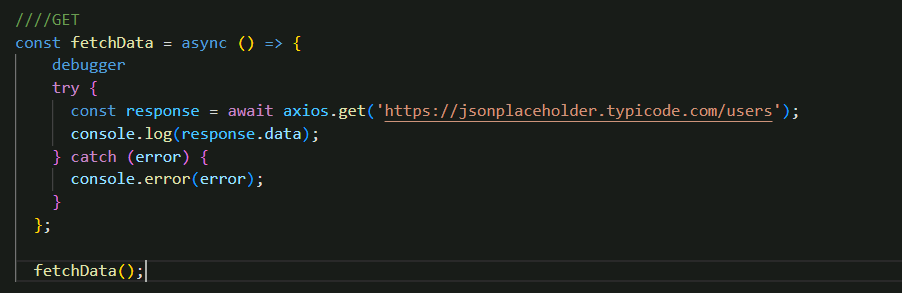 ////GET
const fetchData = async () => {
debugger
try {
const response = await axios.get('https://jsonplaceholder.typicode.com/users');
console.log(response.data);
} catch (error) {
console.error(error);
}
};
fetchData();